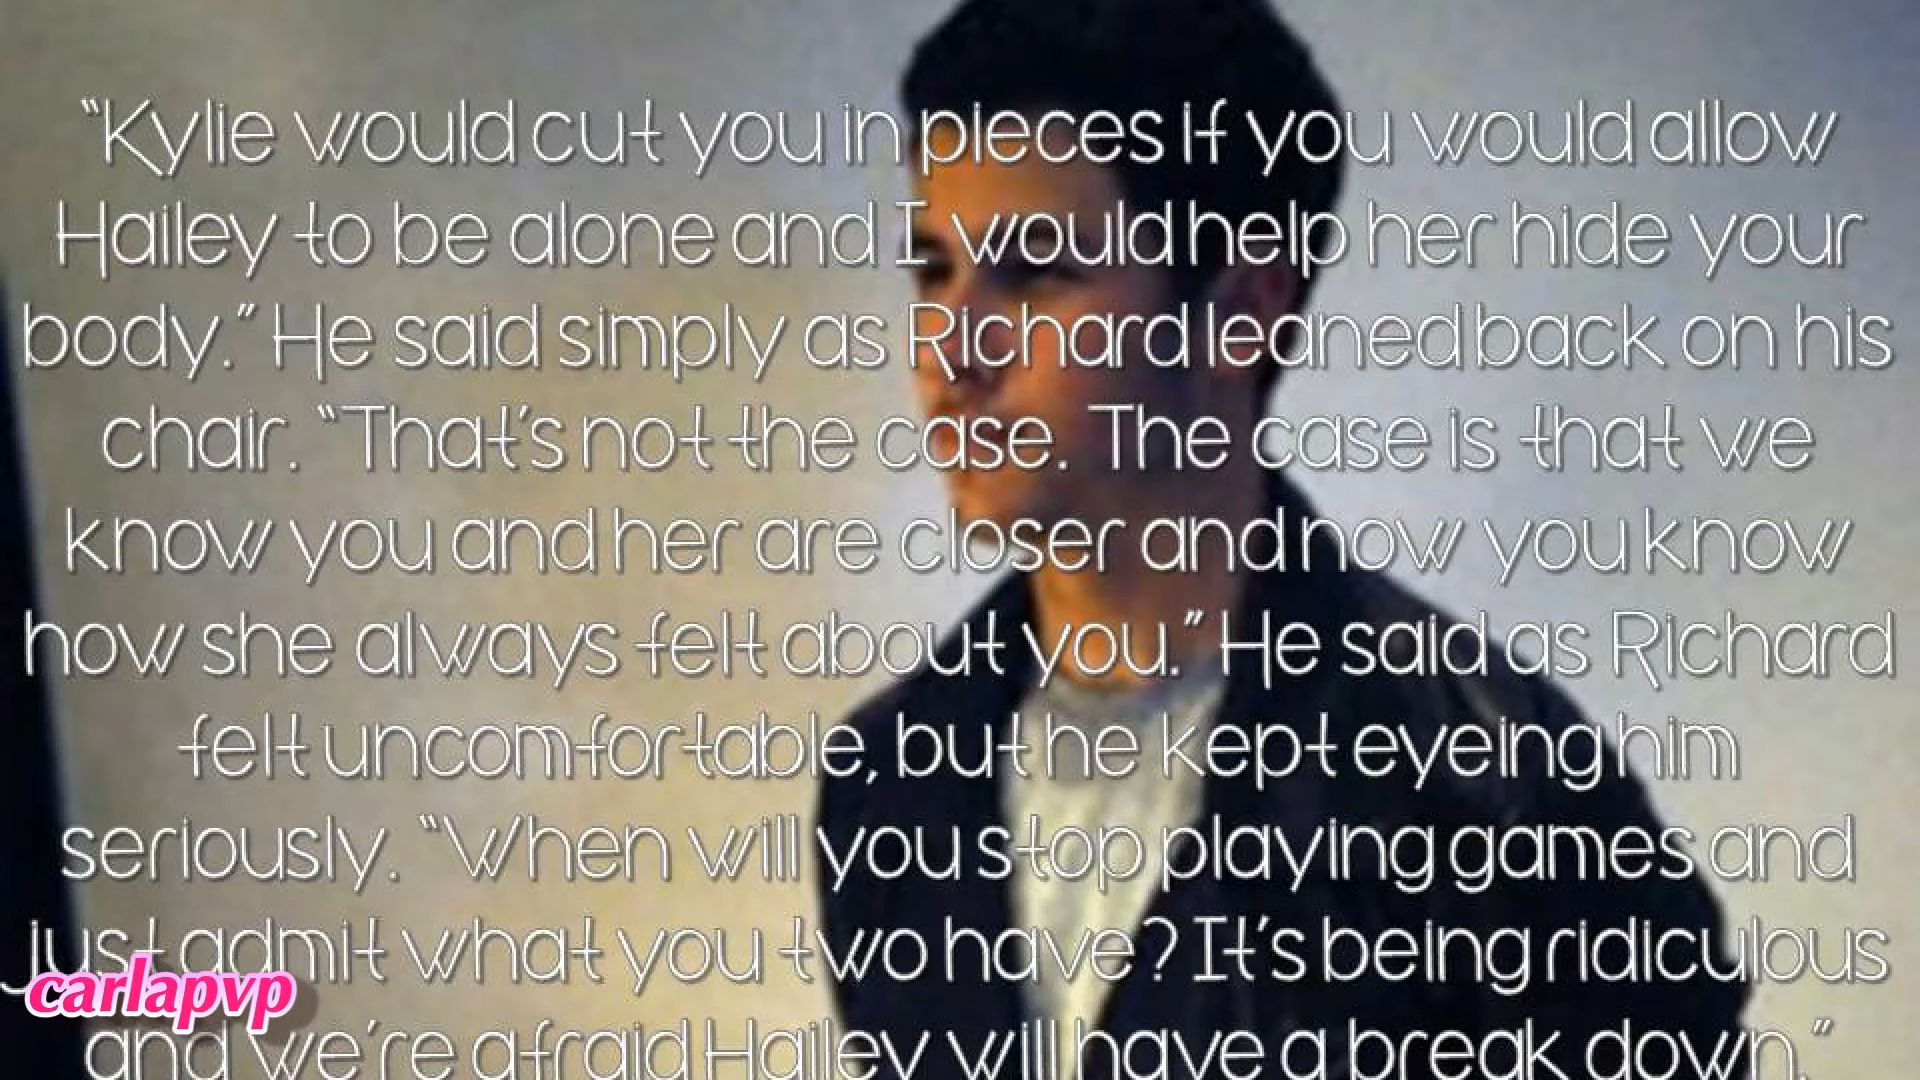 “Kylie would cut you in pieces if you would allow
Hailey to be alone and I would help her hide your
body.” He said simply as Richard leaned back on his
chair. “That’s not the case. The case is that we
know you and her are closer and now you know
how she always felt about you.” He said as Richard
felt uncomfortable, but he kept eyeing him
seriously. “When will you stop playing games and
just admit what you two have? It’s being ridiculous
and we’re afraid Hailey will have a break down.”
carlapvp